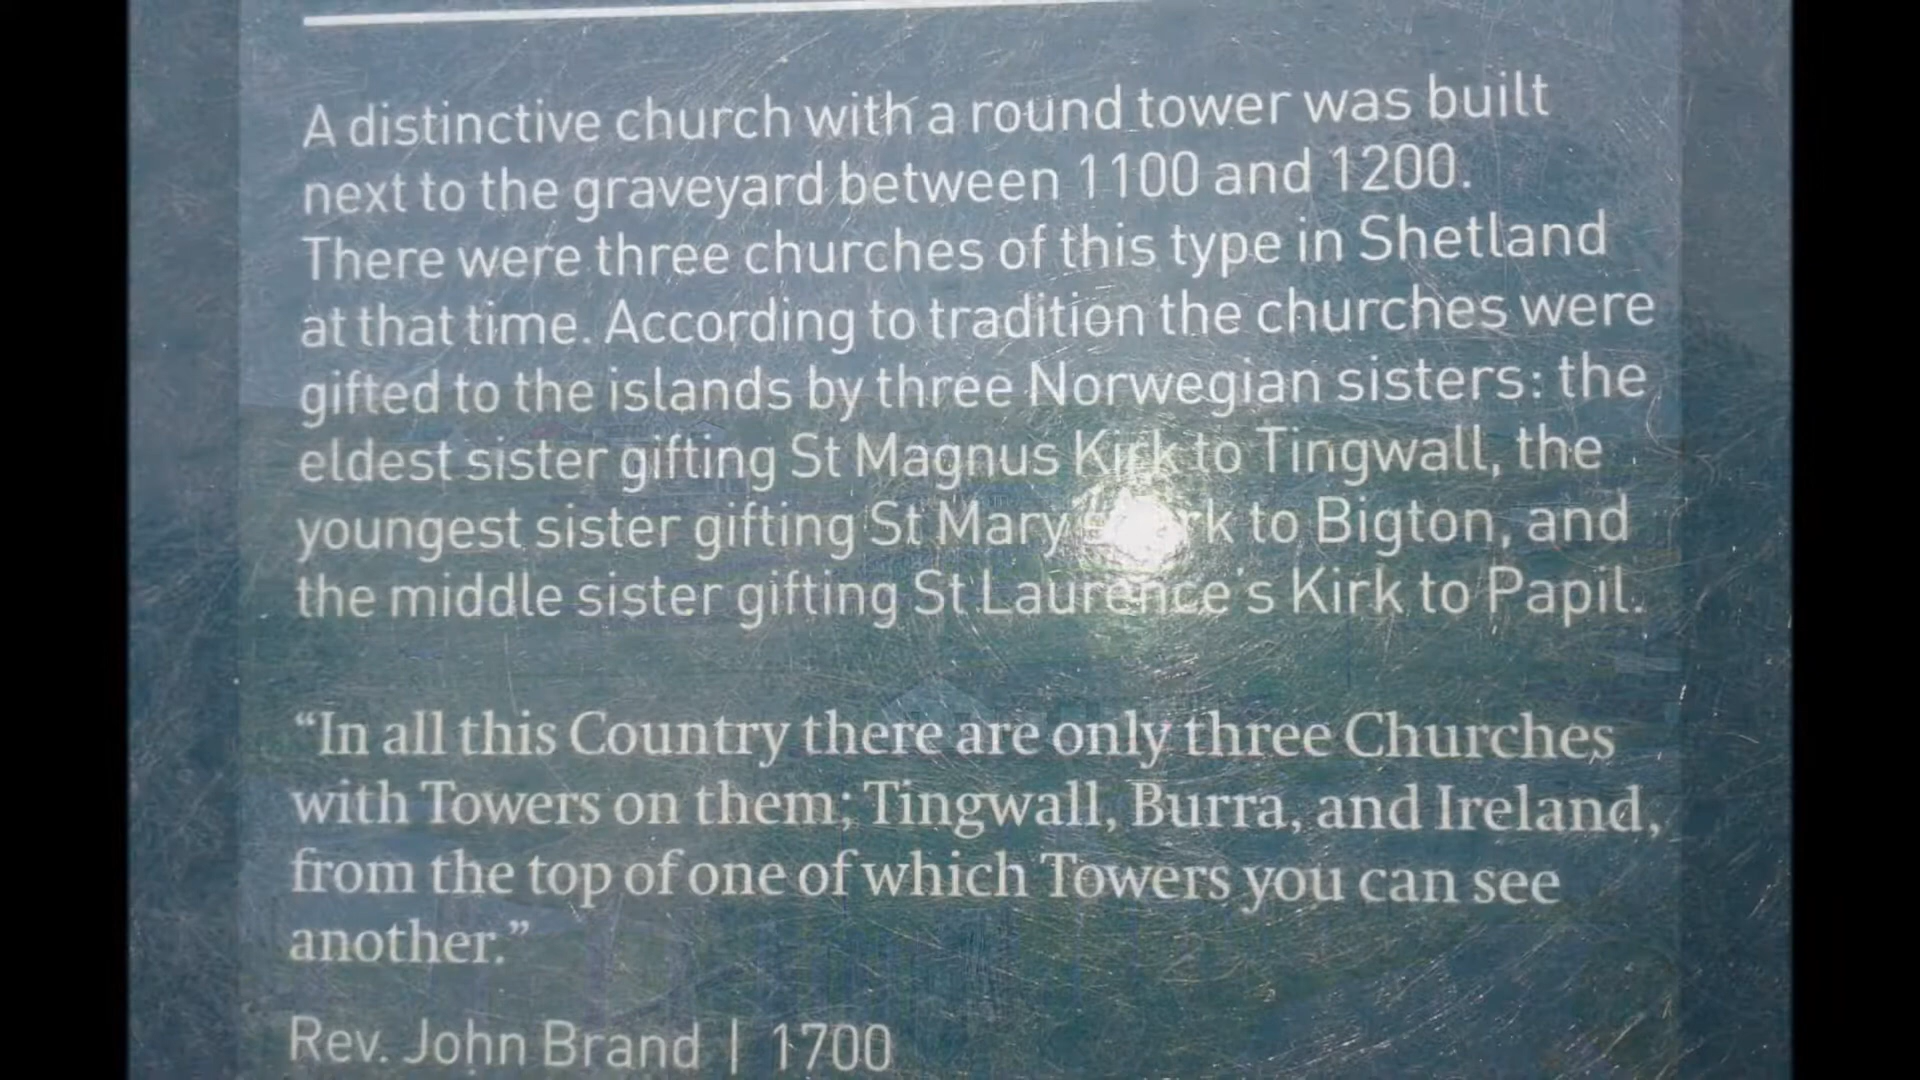 A distinctive church with a round tower was built
next to the graveyard between 1100 and 1200.
There were three churches of this type in Shetland
at that time. According to tradition the churches were
gifted to the islands by three Norwegian sisters: the
eldest sister gifting St Magnus Kirk to Tingwall, the
youngest sister gifting St Mary to Bigton, and
the middle sister gifting St Laurence's Kirk to Papil.
“In all this Country there are only three Churches
with Towers on them; Tingwall, Burra, and Ireland,
from the top of one of which Towers you can see
another.”
Rev. John Brand | 1700